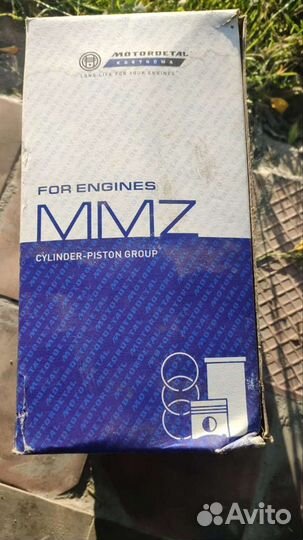 MOTORDETAL
KOSTROMA
LONG LIFE FOR YOUR ENGINES
FOR ENGINES
MMZ
CYLINDER-PISTON GROUP
Avito